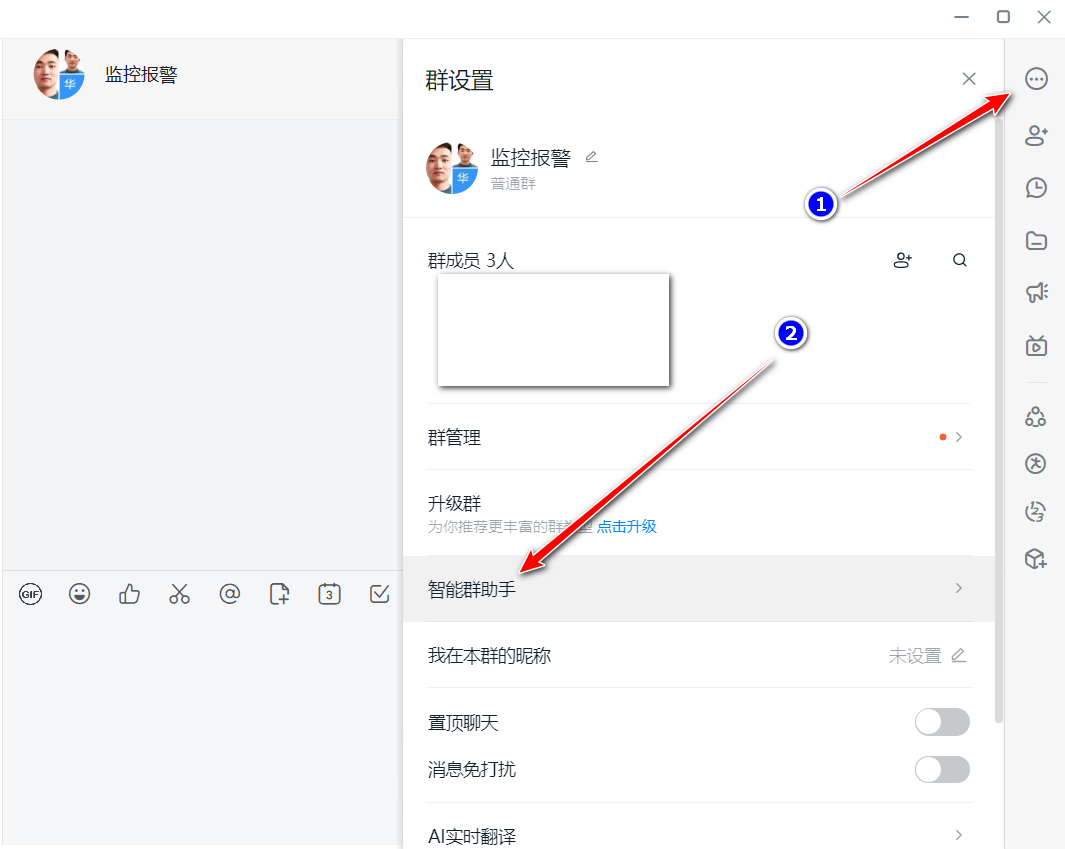 华
监控报警
群设置
华
监控报警
普通群
1
群成员 3人
2
群管理
升级群
为你推荐更丰富的群 点击升级
智能群助手
GIF
@
3
我在本群的昵称
未设置
置顶聊天
消息免打扰
AI实时翻译